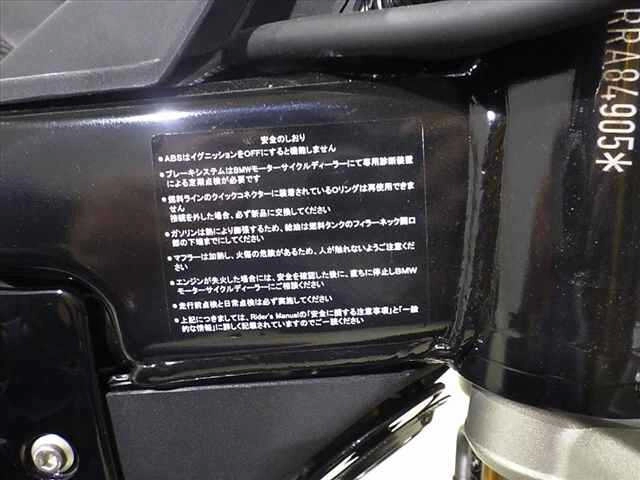 安全のしおり
●ABSはイグニッションをOFFにすると機能しません
●ブレーキシステムはBMWモーターサイクルディーラーにて専用診断装置
による定期点検が必要です
●燃料ラインのクイックコネクターに装着されているOリングは再使用できま
せん
接続を外した場合、必ず新品に交換してください
●ガソリンは熱により膨張するため、給油は燃料タンクのフィラーネック開口
部の下端までにしてください
●マフラーは加熱し、火傷の危険があるため、人が触れないようご注意くださ
い
●エンジンが失火した場合には、安全を確認した後に、直ちに停止しBMW
モーターサイクルディーラーにご相談ください
●走行前点検と日常点検は必ず実施してください
●上記につきましては、Rider's Manualの「安全に関する注意事項」と「一般
的な情報」に詳しく記載されていますのでご一読ください
RRA84905*